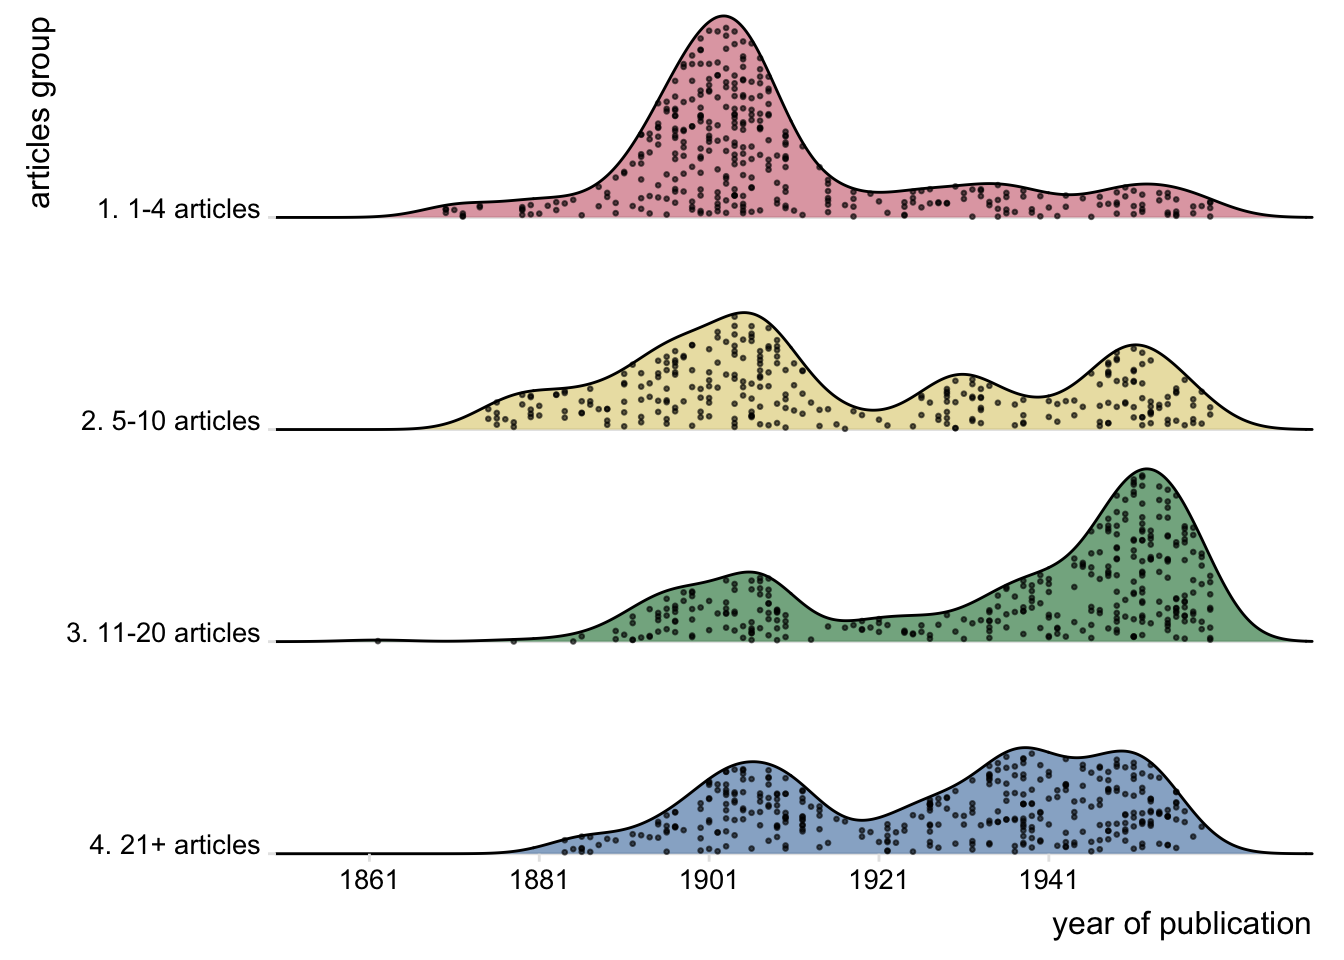 articles group
1. 1-4 articles
2. 5-10 articles
3. 11-20 articles
4. 21+ articles
1861 1881 1901 1921 1941
year of publication